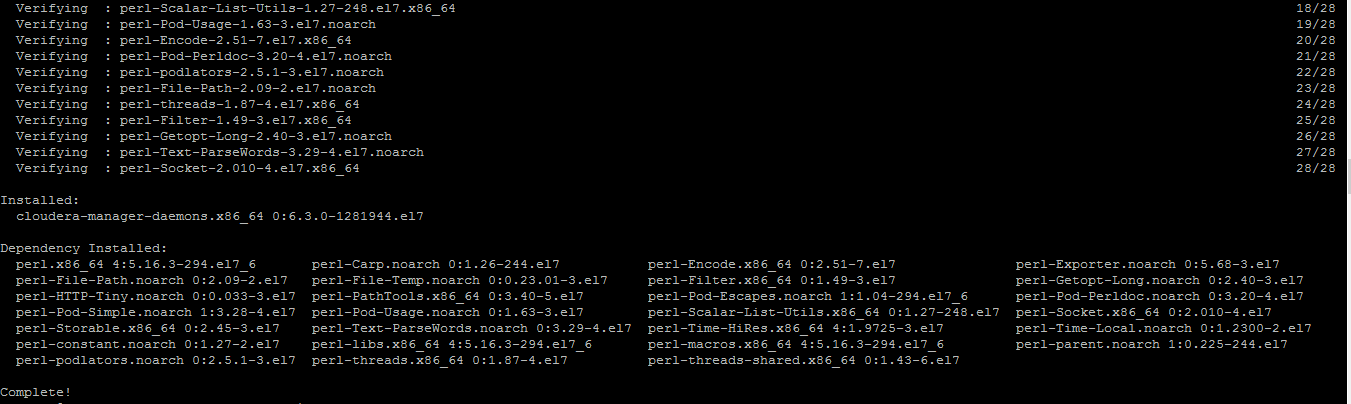 Verifying  : perl-Scalar-List-Utils-1.27-248.el7.x86_64 18/28
Verifying  : perl-Pod-Usage-1.63-3.el7.noarch 19/28
Verifying  : perl-Encode-2.51-7.el7.x86_64 20/28
Verifying  : perl-Pod-Perldoc-3.20-4.el7.noarch 21/28
Verifying  : perl-podlators-2.5.1-3.el7.noarch 22/28
Verifying  : perl-File-Path-2.09-2.el7.noarch 23/28
Verifying  : perl-threads-1.87-4.el7.x86_64 24/28
Verifying  : perl-Filter-1.49-3.el7.x86_64 25/28
Verifying  : perl-Getopt-Long-2.40-3.el7.noarch 26/28
Verifying  : perl-Text-ParseWords-3.29-4.el7.noarch 27/28
Verifying  : perl-Socket-2.010-4.el7.x86_64 28/28
Installed:
cloudera-manager-daemons.x86_64 0:6.3.0-1281944.el7
Dependency Installed:
perl.x86_64 4:5.16.3-294.el7_6 perl-Carp.noarch 0:1.26-244.el7 perl-Encode.x86_64 0:2.51-7.el7 perl-Exporter.noarch 0:5.68-3.el7
perl-File-Path.noarch 0:2.09-2.el7 perl-File-Temp.noarch 0:0.23.01-3.el7 perl-Filter.x86_64 0:1.49-3.el7 perl-Getopt-Long.noarch 0:2.40-3.el7
perl-HTTP-Tiny.noarch 0:0.033-3.el7 perl-PathTools.x86_64 0:3.40-5.el7 perl-Pod-Escapes.noarch 1:1.04-294.el7_6 perl-Pod-Perldoc.noarch 0:3.20-4.el7
perl-Pod-Simple.noarch 1:3.28-4.el7 perl-Pod-Usage.noarch 0:1.63-3.el7 perl-Scalar-List-Utils.x86_64 0:1.27-248.el7 perl-Socket.x86_64 0:2.010-4.el7
perl-Storable.x86_64 0:2.45-3.el7 perl-Text-ParseWords.noarch 0:3.29-4.el7 perl-Time-HiRes.x86_64 4:1.9725-3.el7 perl-Time-Local.noarch 0:1.2300-2.el7
perl-constant.noarch 0:1.27-2.el7 perl-libs.x86_64 4:5.16.3-294.el7_6 perl-macros.x86_64 4:5.16.3-294.el7_6 perl-parent.noarch 1:0.225-244.el7
perl-podlators.noarch 0:2.5.1-3.el7 perl-threads.x86_64 0:1.87-4.el7 perl-threads-shared.x86_64 0:1.43-6.el7
Complete!